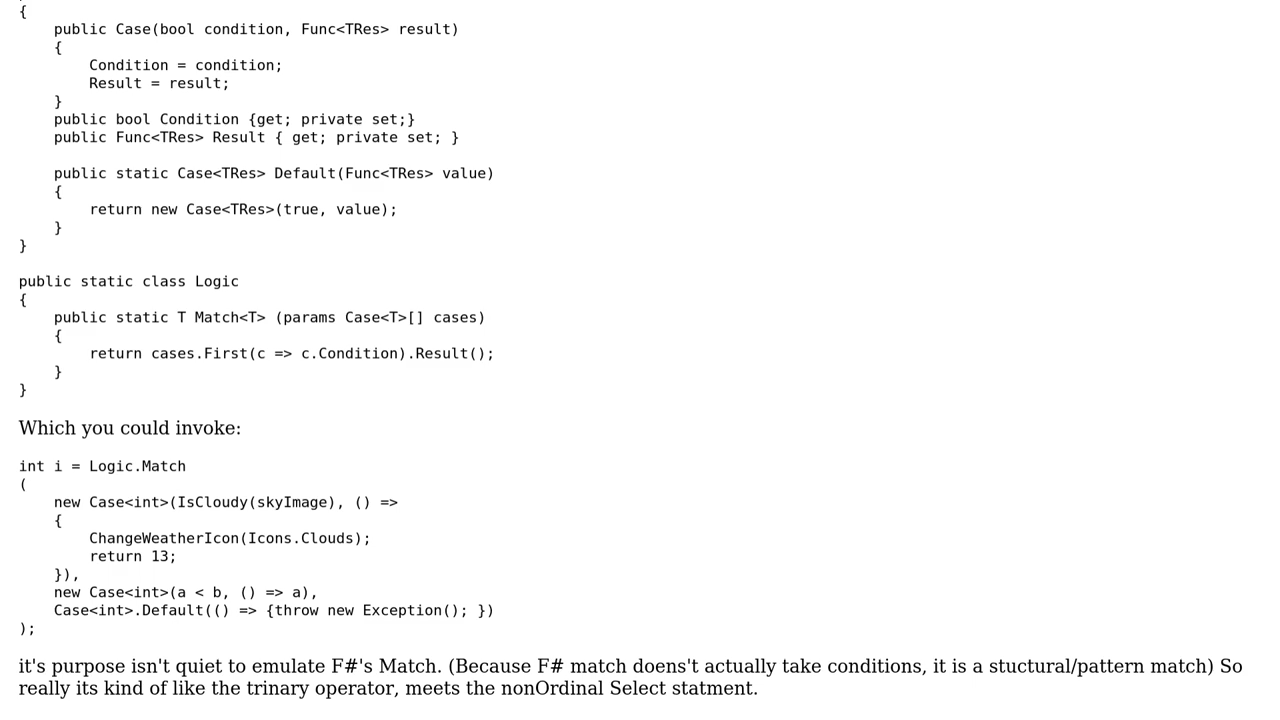 {
    public Case(bool condition, Func<TRes> result)
    {
        Condition = condition;
        Result = result;
    }
    public bool Condition {get; private set;}
    public Func<TRes> Result { get; private set; }

    public static Case<TRes> Default(Func<TRes> value)
    {
        return new Case<TRes>(true, value);
    }
}

public static class Logic
{
    public static T Match<T> (params Case<T>[] cases)
    {
        return cases.First(c => c.Condition).Result();
    }
}
Which you could invoke:
int i = Logic.Match
(
    new Case<int>(IsCloudy(skyImage), () =>
    {
        ChangeWeatherIcon(Icons.Clouds);
        return 13;
    }),
    new Case<int>(a < b, () => a),
    Case<int>.Default(() => {throw new Exception(); })
);
it's purpose isn't quiet to emulate F#'s Match. (Because F# match doens't actually take conditions, it is a stuctural/pattern match) So
really its kind of like the trinary operator, meets the nonOrdinal Select statment.